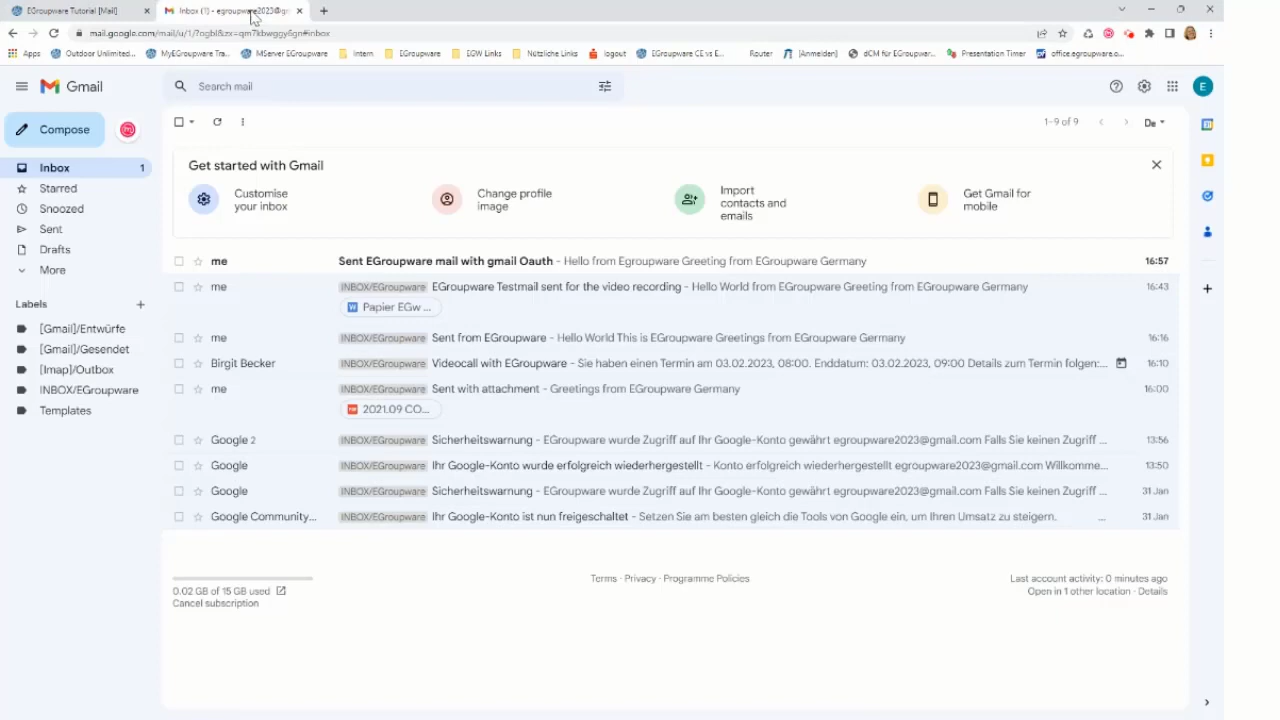 EGroupware Tutorial [Mail]
Inbox (1) - egroupware2023@g
mail.google.com/mail/u/1/?ogbl&zx=qm7kbwggy6gn#inbox
Apps Outdoor Unlimited... MyEGroupware Tra... MServer EGroupware Intern EGroupware EGW Links Nützliche Links logout EGroupware CE vs E... Router [Anmelden] dCM für EGroupwar... Presentation Timer office.egroupware.o...
Gmail
Search mail
E
Compose
1–9 of 9
De
Inbox 1
Starred
Snoozed
Sent
Drafts
More
Labels
[Gmail]/Entwürfe
[Gmail]/Gesendet
[Imap]/Outbox
INBOX/EGroupware
Templates
Get started with Gmail
Customise
your inbox
Change profile
image
Import
contacts and
emails
Get Gmail for
mobile
me Sent EGroupware mail with gmail Oauth - Hello from Egroupware Greeting from EGroupware Germany 16:57
me INBOX/EGroupware EGroupware Testmail sent for the video recording - Hello World from EGroupware Greeting from EGroupware Germany 16:43
W Papier EGw ...
me INBOX/EGroupware Sent from EGroupware - Hello World This is EGroupware Greetings from EGroupware Germany 16:16
Birgit Becker INBOX/EGroupware Videocall with EGroupware - Sie haben einen Termin am 03.02.2023, 08:00. Enddatum: 03.02.2023, 09:00 Details zum Termin folgen:... 16:10
me INBOX/EGroupware Sent with attachment - Greetings from EGroupware Germany 16:00
PDF 2021.09 CO...
Google 2 INBOX/EGroupware Sicherheitswarnung - EGroupware wurde Zugriff auf Ihr Google-Konto gewährt egroupware2023@gmail.com Falls Sie keinen Zugriff ... 13:56
Google INBOX/EGroupware Ihr Google-Konto wurde erfolgreich wiederhergestellt - Konto erfolgreich wiederhergestellt egroupware2023@gmail.com Willkomme... 13:50
Google INBOX/EGroupware Sicherheitswarnung - EGroupware wurde Zugriff auf Ihr Google-Konto gewährt egroupware2023@gmail.com Falls Sie keinen Zugriff ... 31 Jan
Google Community... INBOX/EGroupware Ihr Google-Konto ist nun freigeschaltet - Setzen Sie am besten gleich die Tools von Google ein, um Ihren Umsatz zu steigern. ... 31 Jan
0.02 GB of 15 GB used
Cancel subscription
Terms · Privacy · Programme Policies
Last account activity: 0 minutes ago
Open in 1 other location · Details